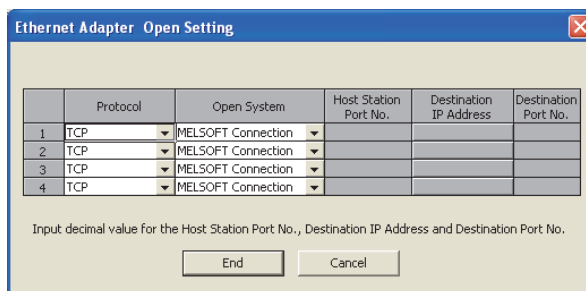 Ethernet Adapter Open Setting
Protocol Open System Host Station Port No. Destination IP Address Destination Port No.
1 TCP MELSOFT Connection
2 TCP MELSOFT Connection
3 TCP MELSOFT Connection
4 TCP MELSOFT Connection
Input decimal value for the Host Station Port No., Destination IP Address and Destination Port No.
End Cancel